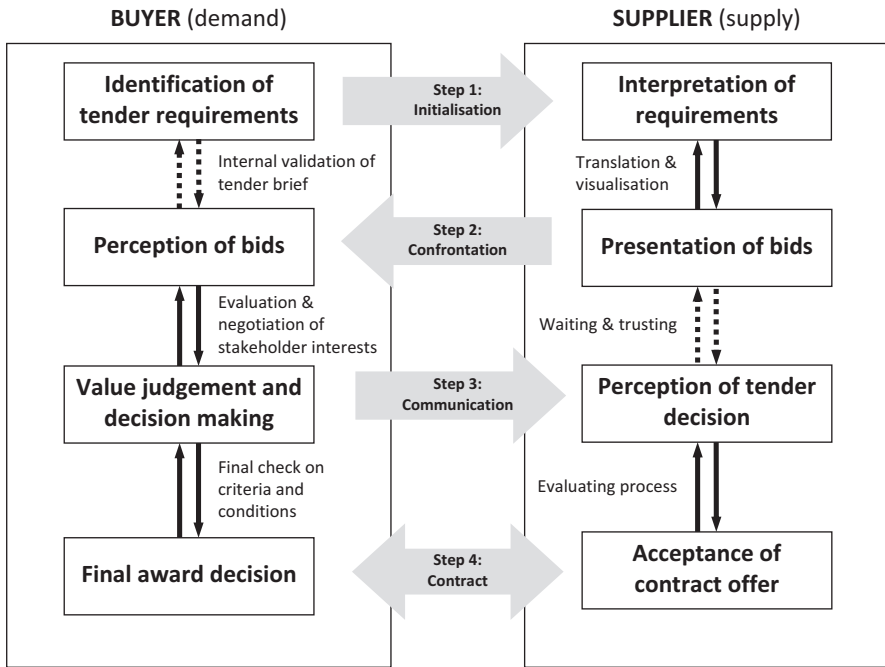 BUYER (demand)
SUPPLIER (supply)
Identification of
tender requirements
Step 1:
Initialisation
Interpretation of
requirements
Internal validation of
tender brief
Translation &
visualisation
Perception of bids
Step 2:
Confrontation
Presentation of bids
Evaluation &
negotiation of
stakeholder interests
Waiting & trusting
Value judgement and
decision making
Step 3:
Communication
Perception of tender
decision
Final check on
criteria and
conditions
Evaluating process
Final award decision
Step 4:
Contract
Acceptance of
contract offer